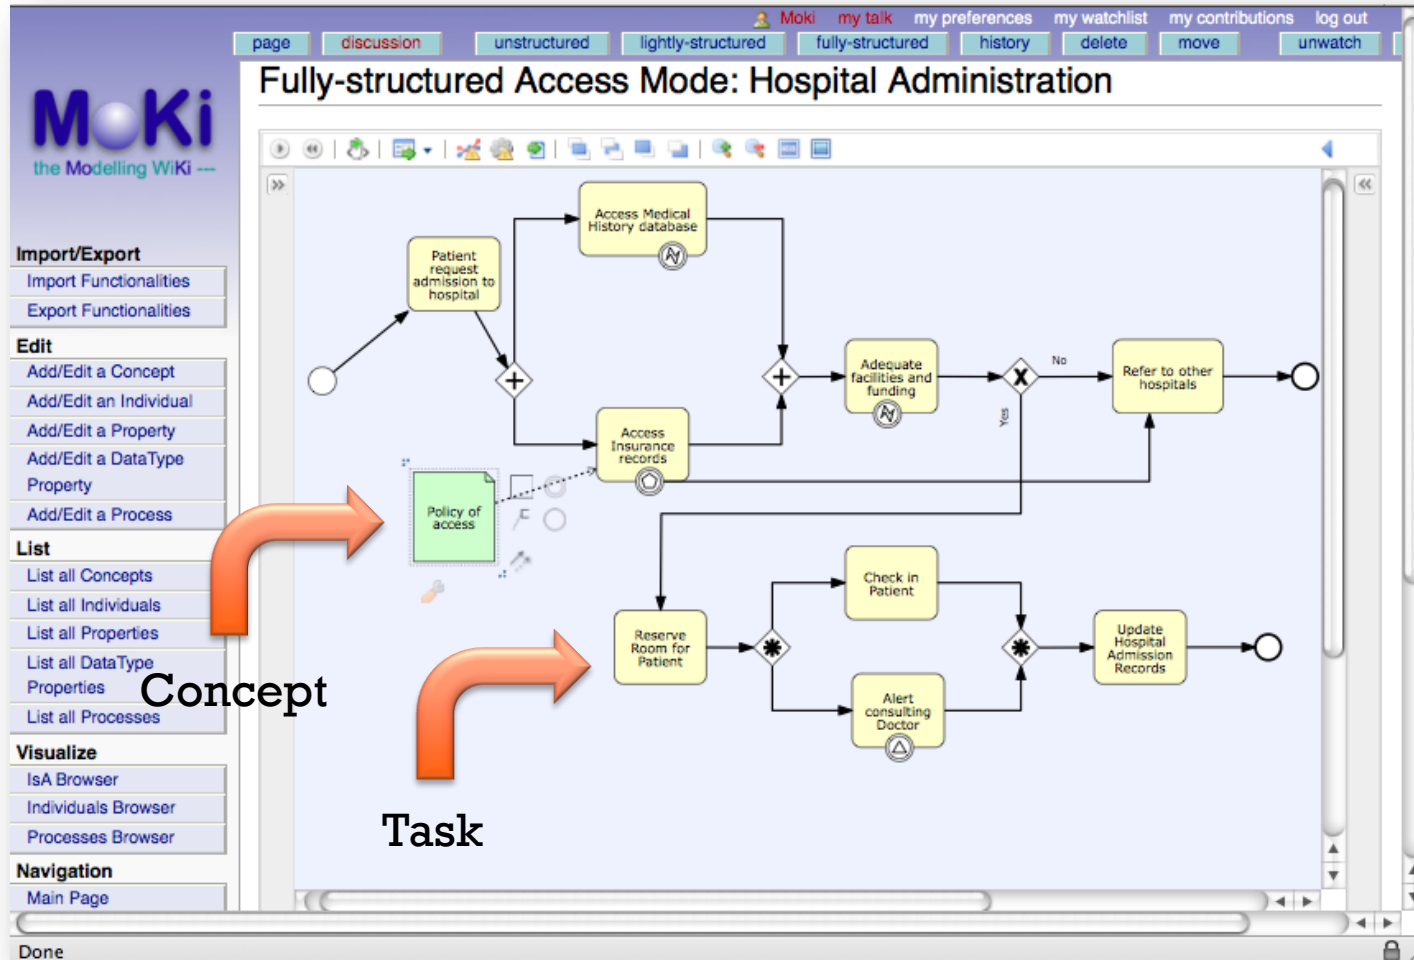 Moki my talk my preferences my watchlist my contributions log out
page discussion unstructured lightly-structured fully-structured history delete move unwatch
Fully-structured Access Mode: Hospital Administration
MoKi
the Modelling WiKi ---
Import/Export
Import Functionalities
Export Functionalities
Edit
Add/Edit a Concept
Add/Edit an Individual
Add/Edit a Property
Add/Edit a DataType
Property
Add/Edit a Process
List
List all Concepts
List all Individuals
List all Properties
List all DataType
Properties
List all Processes
Visualize
IsA Browser
Individuals Browser
Processes Browser
Navigation
Main Page
Patient
request
admission to
hospital
Access Medical
History database
Access
Insurance
records
Policy of
access
Adequate
facilities and
funding
No
Yes
Refer to other
hospitals
Reserve
Room for
Patient
Check in
Patient
Alert
consulting
Doctor
Update
Hospital
Admission
Records
Concept
Task
Done